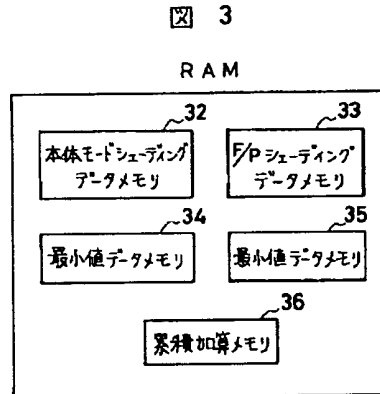 図 3
RAM
32
33
本体モードシェーディング
データメモリ
F/Pシェーディング
データメモリ
34
35
最小値データメモリ
最小値データメモリ
36
累積加算メモリ